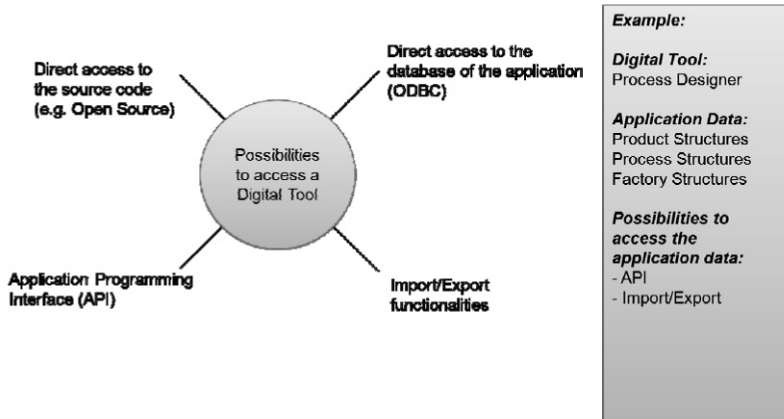 Direct access to
the source code
(e.g. Open Source)
Direct access to the
database of the application
(ODBC)
Possibilities
to access a
Digital Tool
Application Programming
Interface (API)
Import/Export
functionalities
Example:
Digital Tool:
Process Designer
Application Data:
Product Structures
Process Structures
Factory Structures
Possibilities to
access the
application data:
- API
- Import/Export